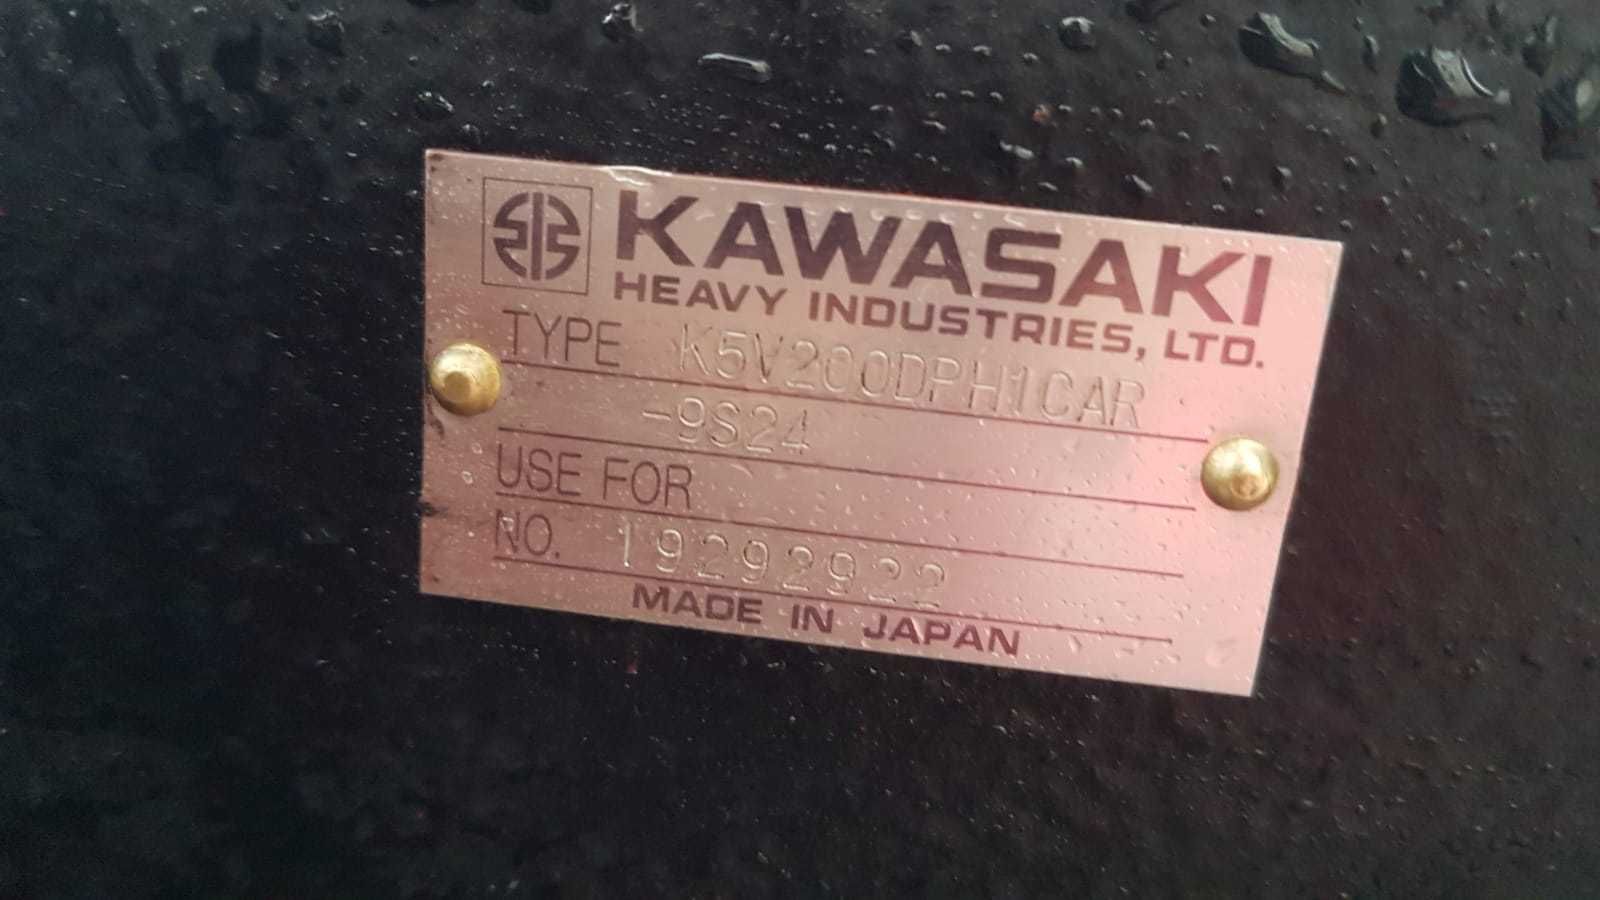 KAWASAKI
HEAVY INDUSTRIES, LTD.
TYPE K5V200DPH1CAR
-9S24
USE FOR
NO. 19292922
MADE IN JAPAN